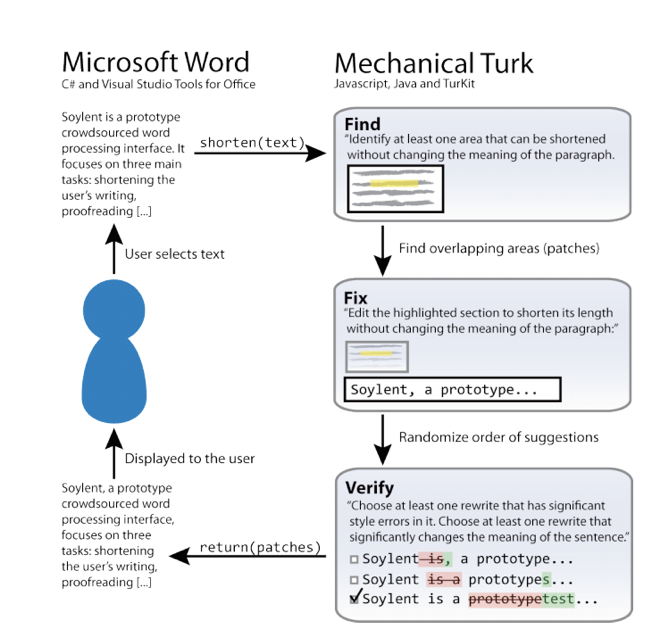 Microsoft Word
C# and Visual Studio Tools for Office
Soylent is a prototype
crowdsourced word
processing interface. It
focuses on three main
tasks: shortening the
user's writing,
proofreading [...]
shorten(text)
User selects text
Displayed to the user
Soylent, a prototype
crowdsourced word
processing interface,
focuses on three
tasks: shortening
the user's writing,
proofreading [...]
return(patches)
Mechanical Turk
Javascript, Java and TurKit
Find
"Identify at least one area that can be shortened
without changing the meaning of the paragraph.
Find overlapping areas (patches)
Fix
"Edit the highlighted section to shorten its length
without changing the meaning of the paragraph:"
Soylent, a prototype...
Randomize order of suggestions
Verify
"Choose at least one rewrite that has significant
style errors in it. Choose at least one rewrite that
significantly changes the meaning of the sentence."
Soylent is, a prototype...
Soylent is a prototypes...
Soylent is a prototypetest...